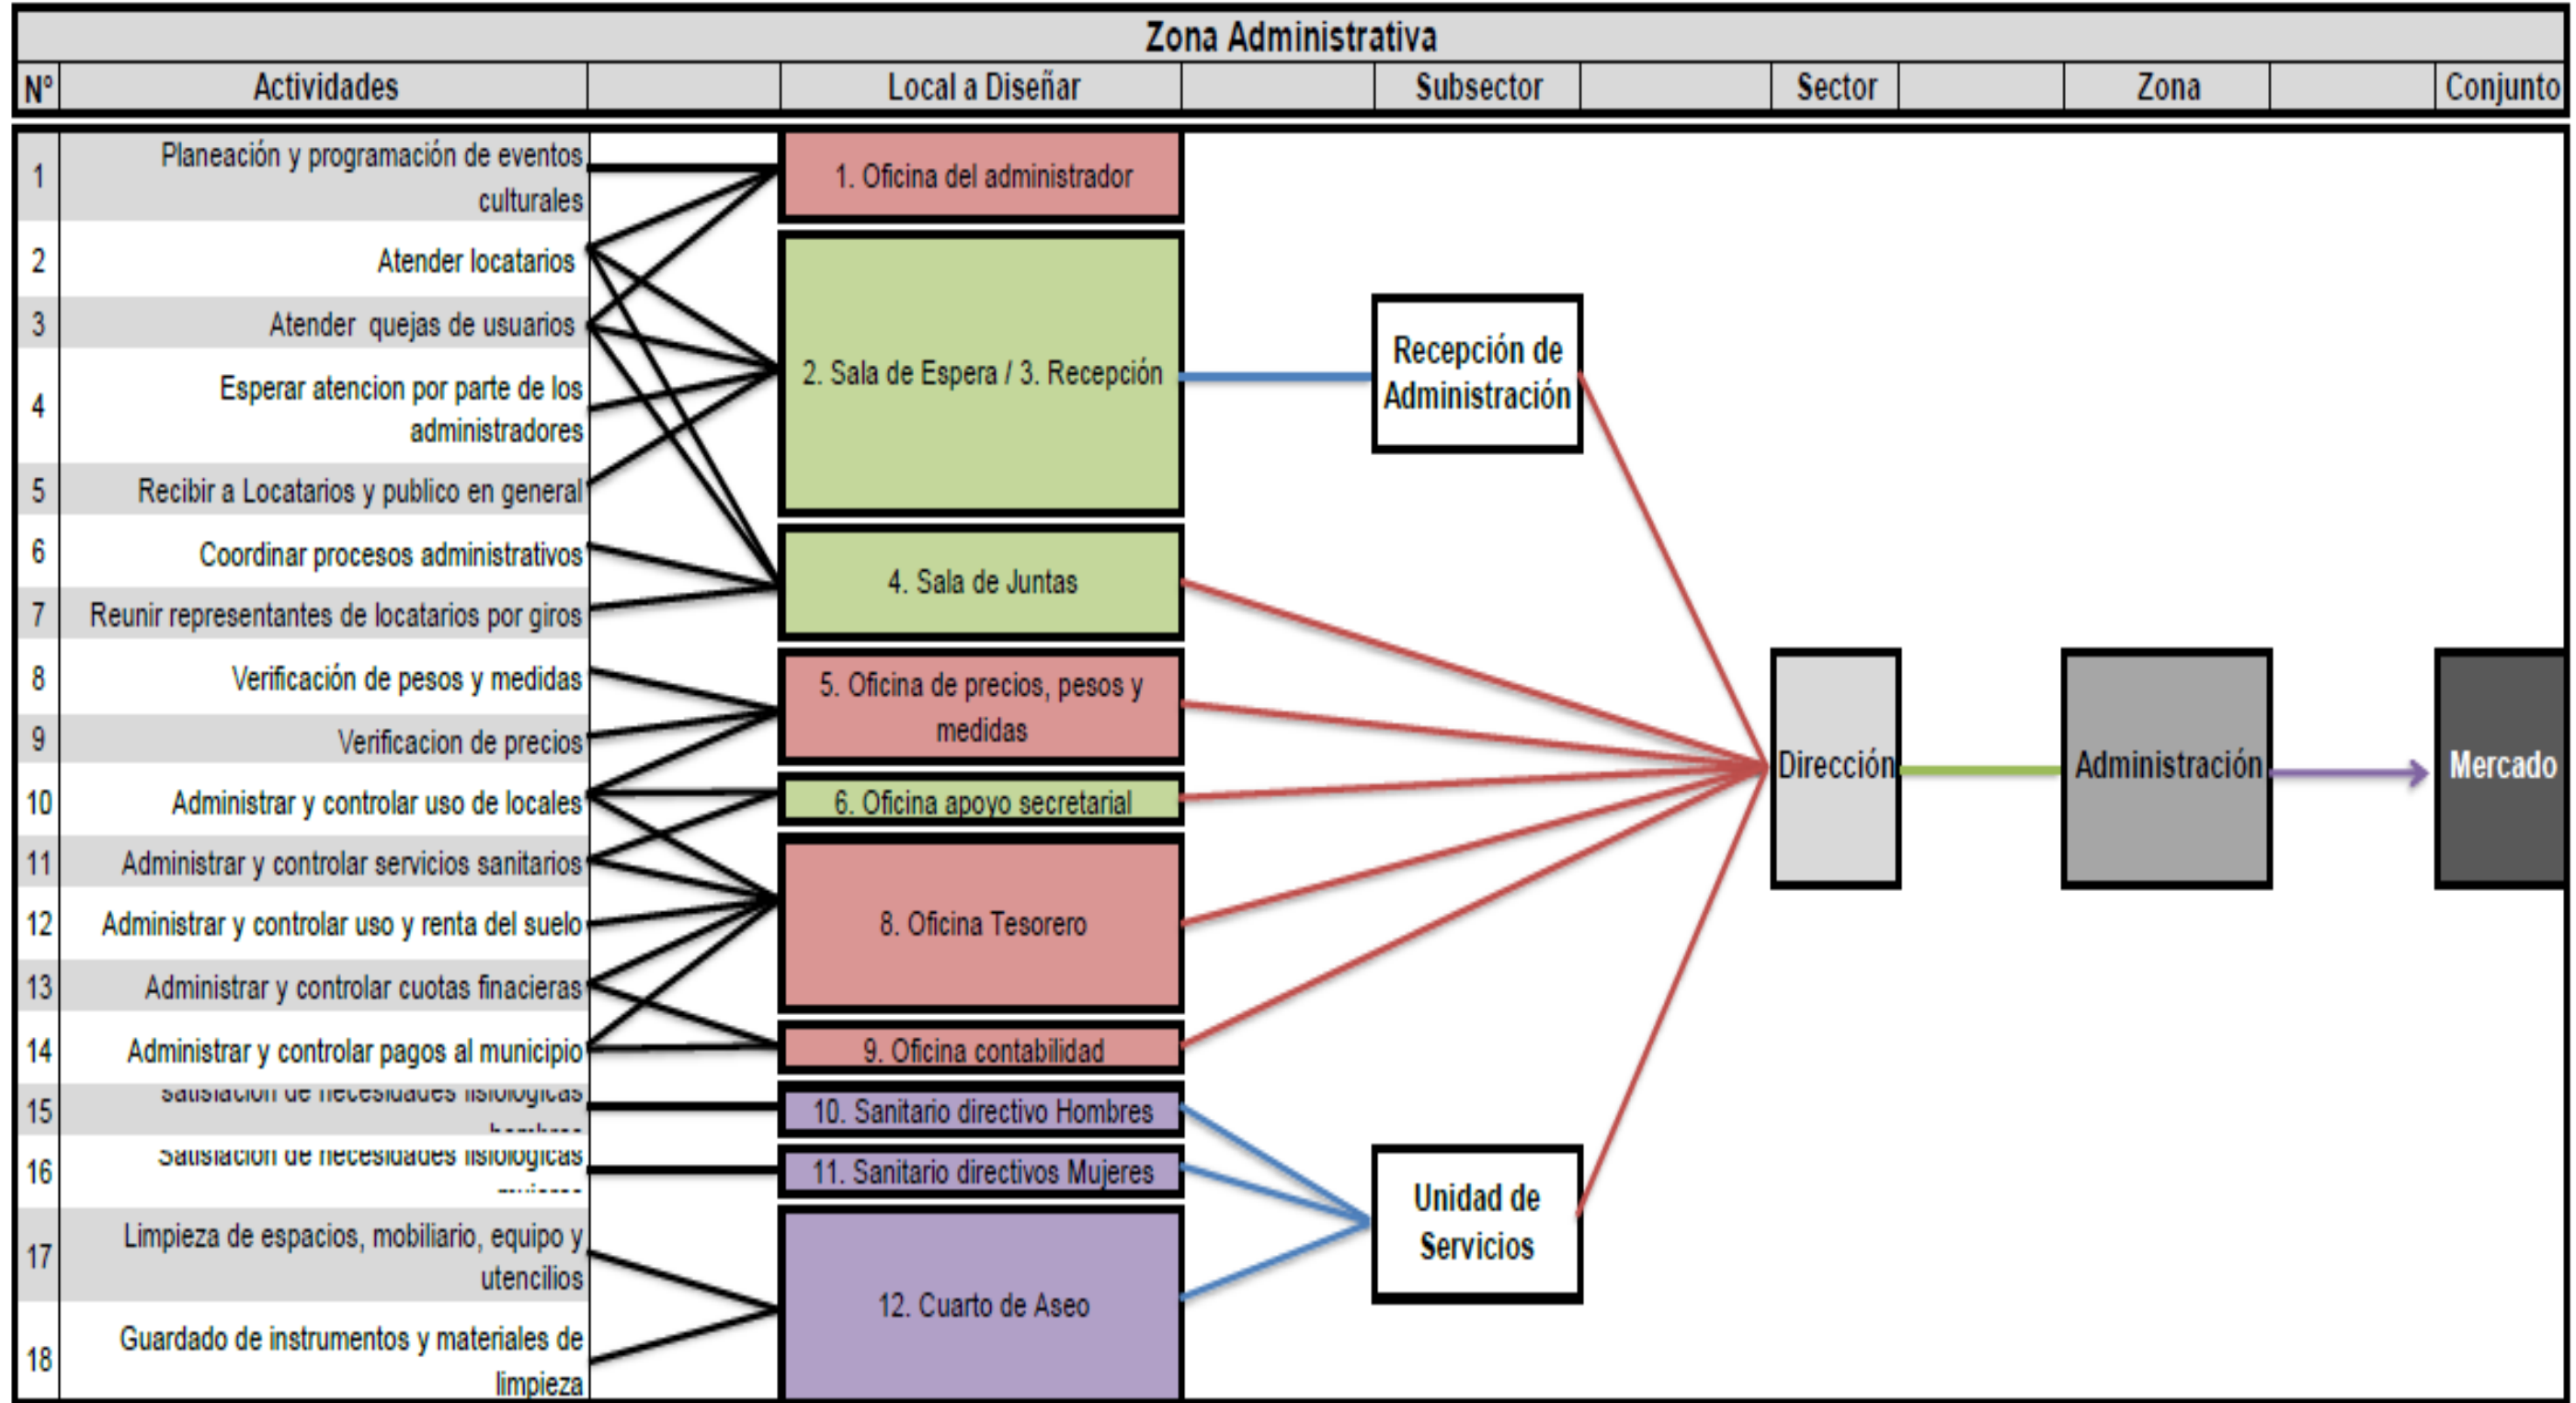 Zona Administrativa
Nº Actividades Local a Diseñar Subsector Sector Zona Conjunto
1 Planeación y programación de eventos
culturales
1. Oficina del administrador
2 Atender locatarios
3 Atender quejas de usuarios
4 Esperar atencion por parte de los
administradores
2. Sala de Espera / 3. Recepción
Recepción de
Administración
5 Recibir a Locatarios y publico en general
6 Coordinar procesos administrativos
7 Reunir representantes de locatarios por giros
4. Sala de Juntas
8 Verificación de pesos y medidas
9 Verificacion de precios
5. Oficina de precios, pesos y
medidas
Dirección
Administración
Mercado
10 Administrar y controlar uso de locales
6. Oficina apoyo secretarial
11 Administrar y controlar servicios sanitarios
12 Administrar y controlar uso y renta del suelo
8. Oficina Tesorero
13 Administrar y controlar cuotas finacieras
14 Administrar y controlar pagos al municipio
9. Oficina contabilidad
15 de necesidades
10. Sanitario directivo Hombres
16 de necesidades
11. Sanitario directivos Mujeres
Unidad de
Servicios
17 Limpieza de espacios, mobiliario, equipo y
utencilios
12. Cuarto de Aseo
18 Guardado de instrumentos y materiales de
limpieza